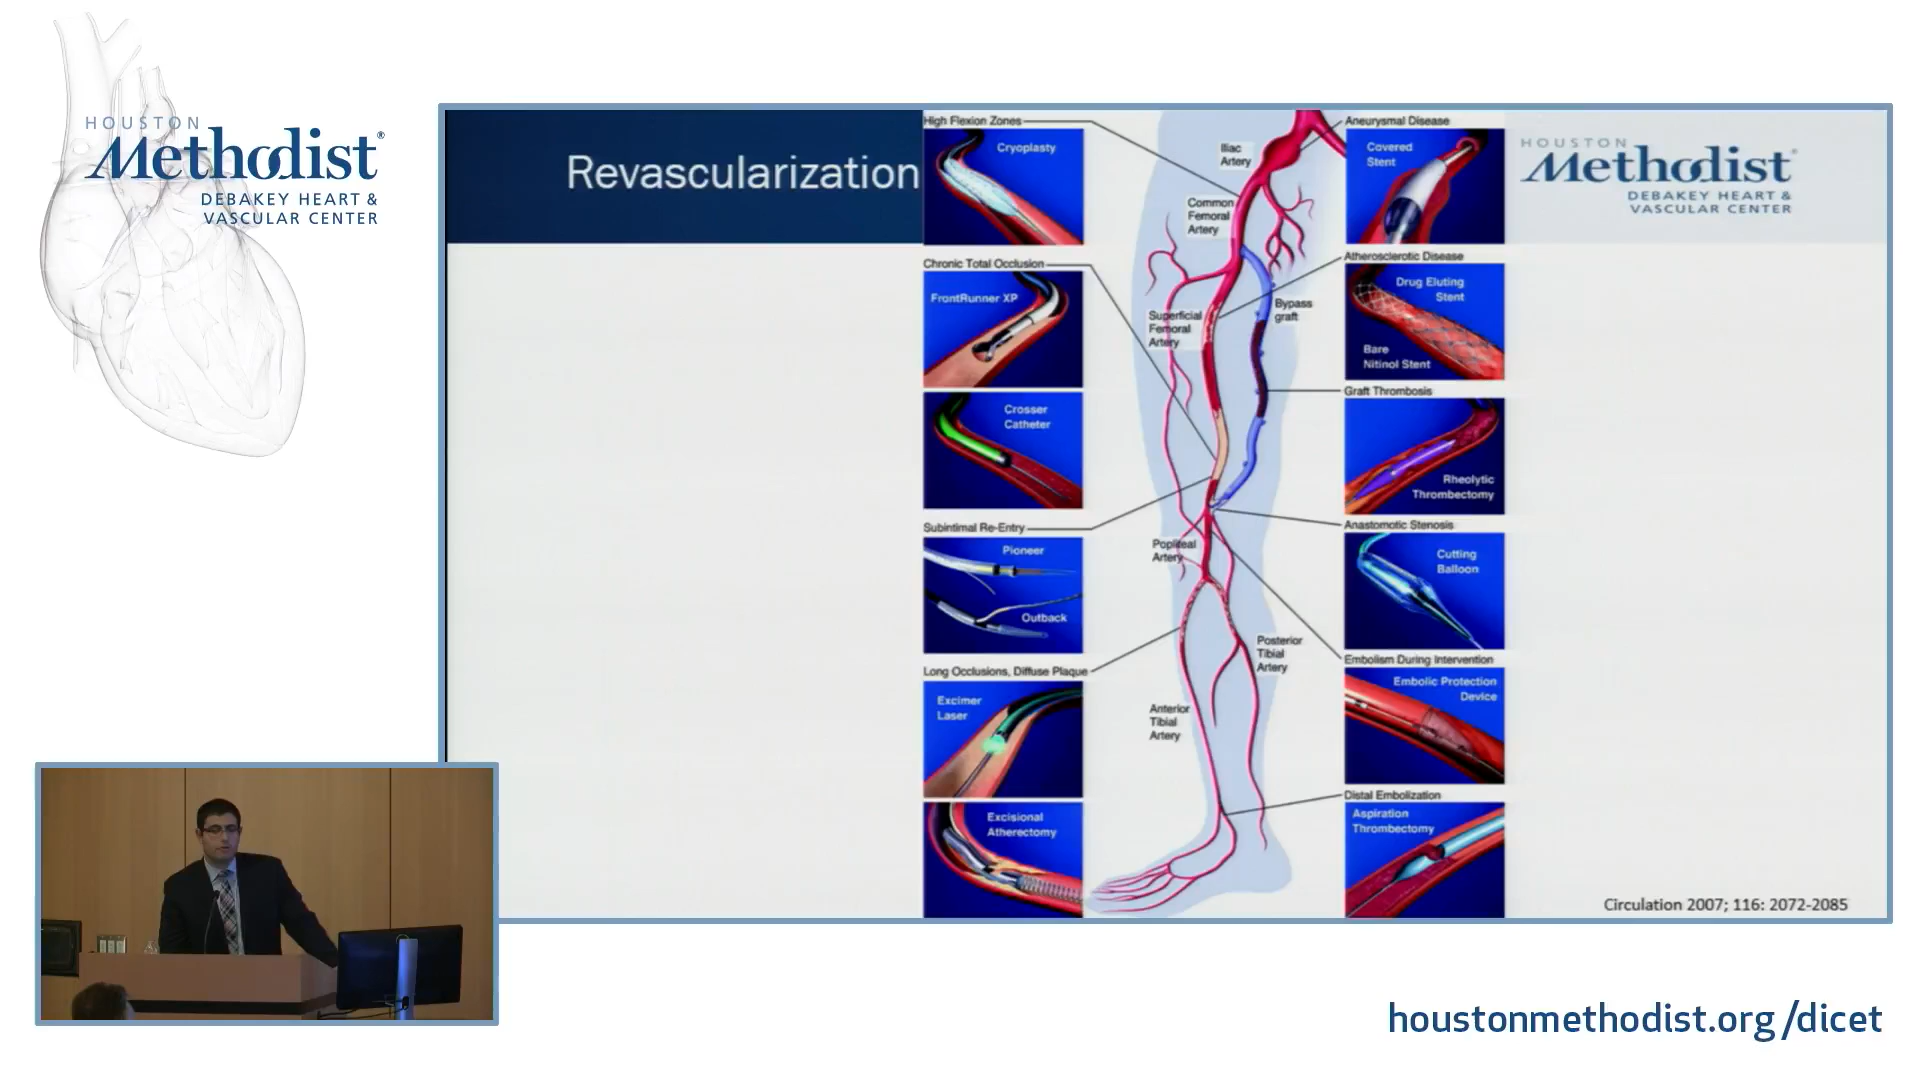 HOUSTON
Methodist®
DEBAKEY HEART &
VASCULAR CENTER
Revascularization
HOUSTON
Methodist®
DEBAKEY HEART &
VASCULAR CENTER
High Flexion Zones
Cryoplasty
Chronic Total Occlusion
FrontRunner XP
Crosser
Catheter
Subintimal Re-Entry
Pioneer
Outback
Long Occlusions, Diffuse Plaque
Excimer
Laser
Excisional
Atherectomy
Iliac
Artery
Common
Femoral
Artery
Superficial
Femoral
Artery
Bypass
graft
Popliteal
Artery
Posterior
Tibial
Artery
Anterior
Tibial
Artery
Aneurysmal Disease
Covered
Stent
Atherosclerotic Disease
Drug Eluting
Stent
Bare
Nitinol Stent
Graft Thrombosis
Rheolytic
Thrombectomy
Anastomotic Stenosis
Cutting
Balloon
Embolism During Intervention
Embolic Protection
Device
Distal Embolization
Aspiration
Thrombectomy
Circulation 2007; 116: 2072-2085
houstonmethodist.org/dicet